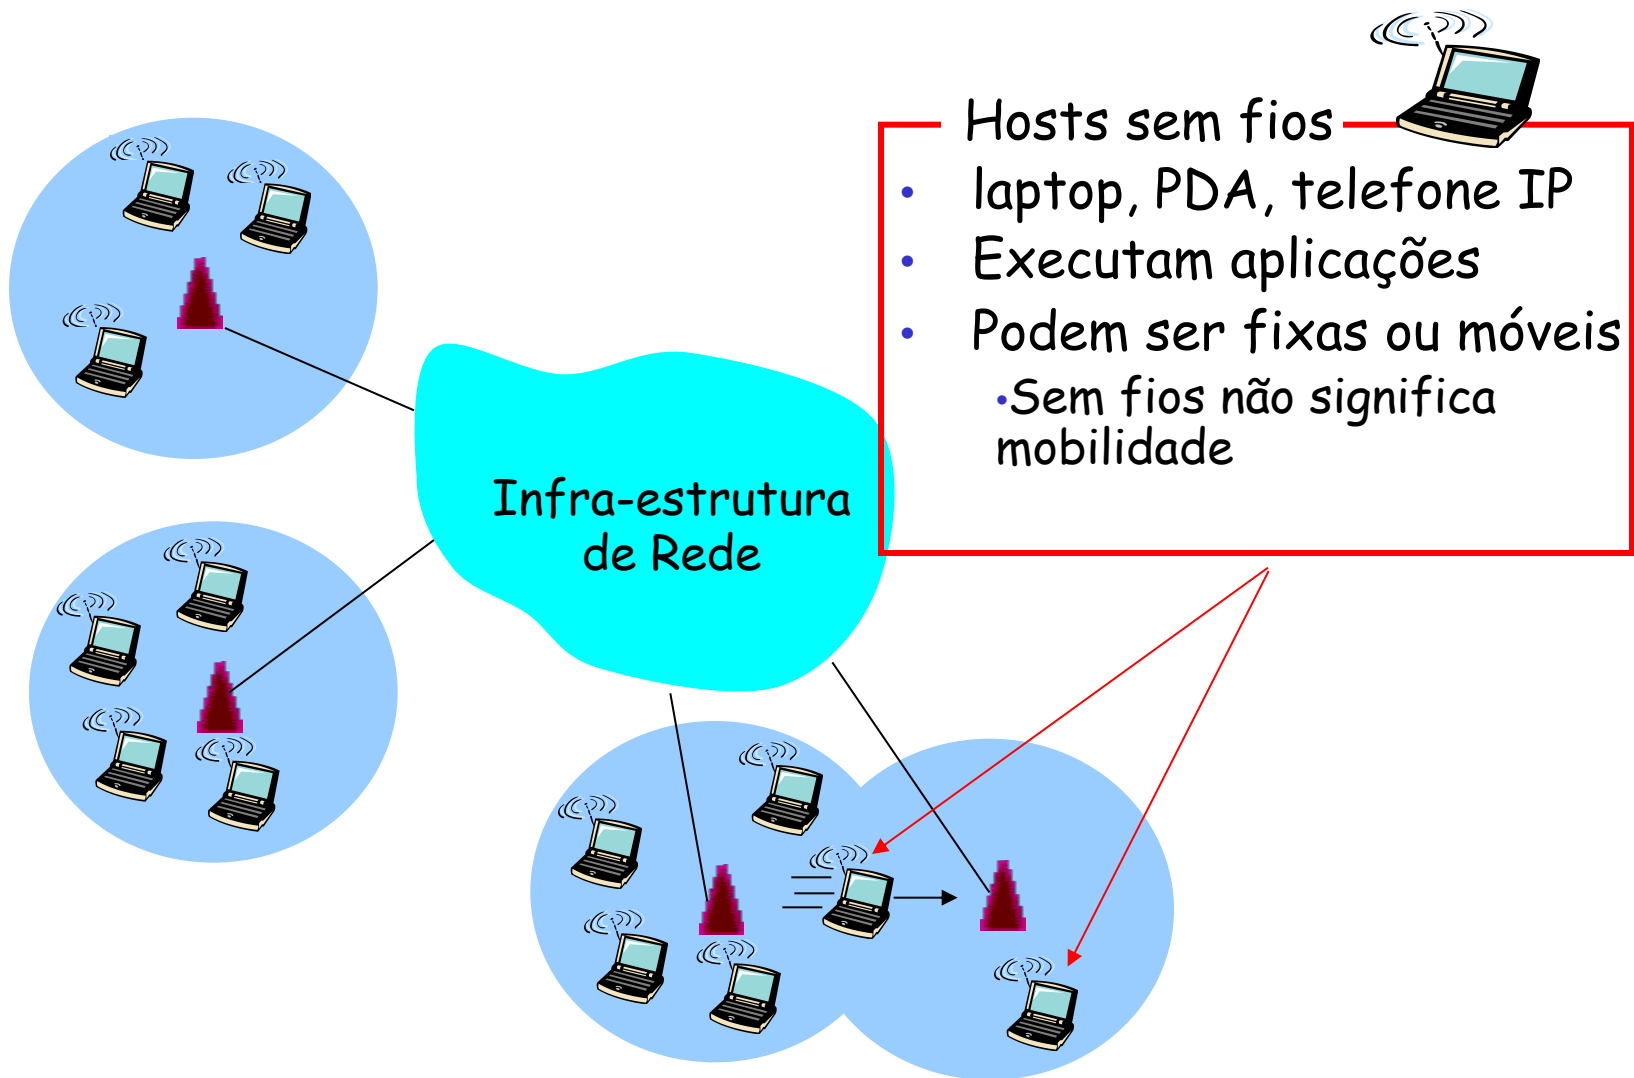 Hosts sem fios
• laptop, PDA, telefone IP
• Executam aplicações
• Podem ser fixas ou móveis
•Sem fios não significa
mobilidade
Infra-estrutura
de Rede